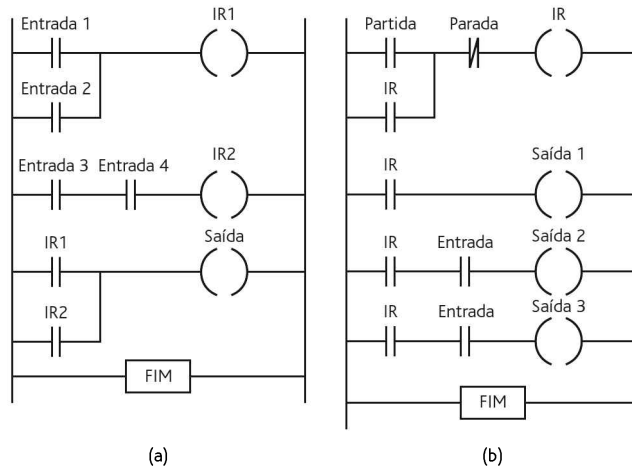 Entrada 1
IR1
Entrada 2
Entrada 3 Entrada 4 IR2
IR1 Saída
IR2
FIM
(a)
Partida Parada IR
IR
IR Saída 1
IR Entrada Saída 2
IR Entrada Saída 3
FIM
(b)